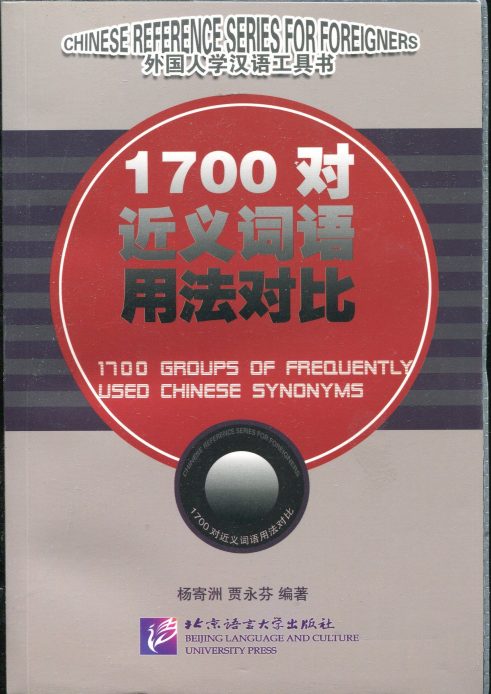 CHINESE REFERENCE SERIES FOR FOREIGNERS
外国人学汉语工具书
1700 对
近义词语
用法对比
1700 GROUPS OF FREQUENTLY
USED CHINESE SYNONYMS
CHINESE REFERENCE SERIES FOR FOREIGNERS
1700 对近义词语用法对比
杨寄洲 贾永芬 编著
北京语言大学出版社
BEIJING LANGUAGE AND CULTURE
UNIVERSITY PRESS